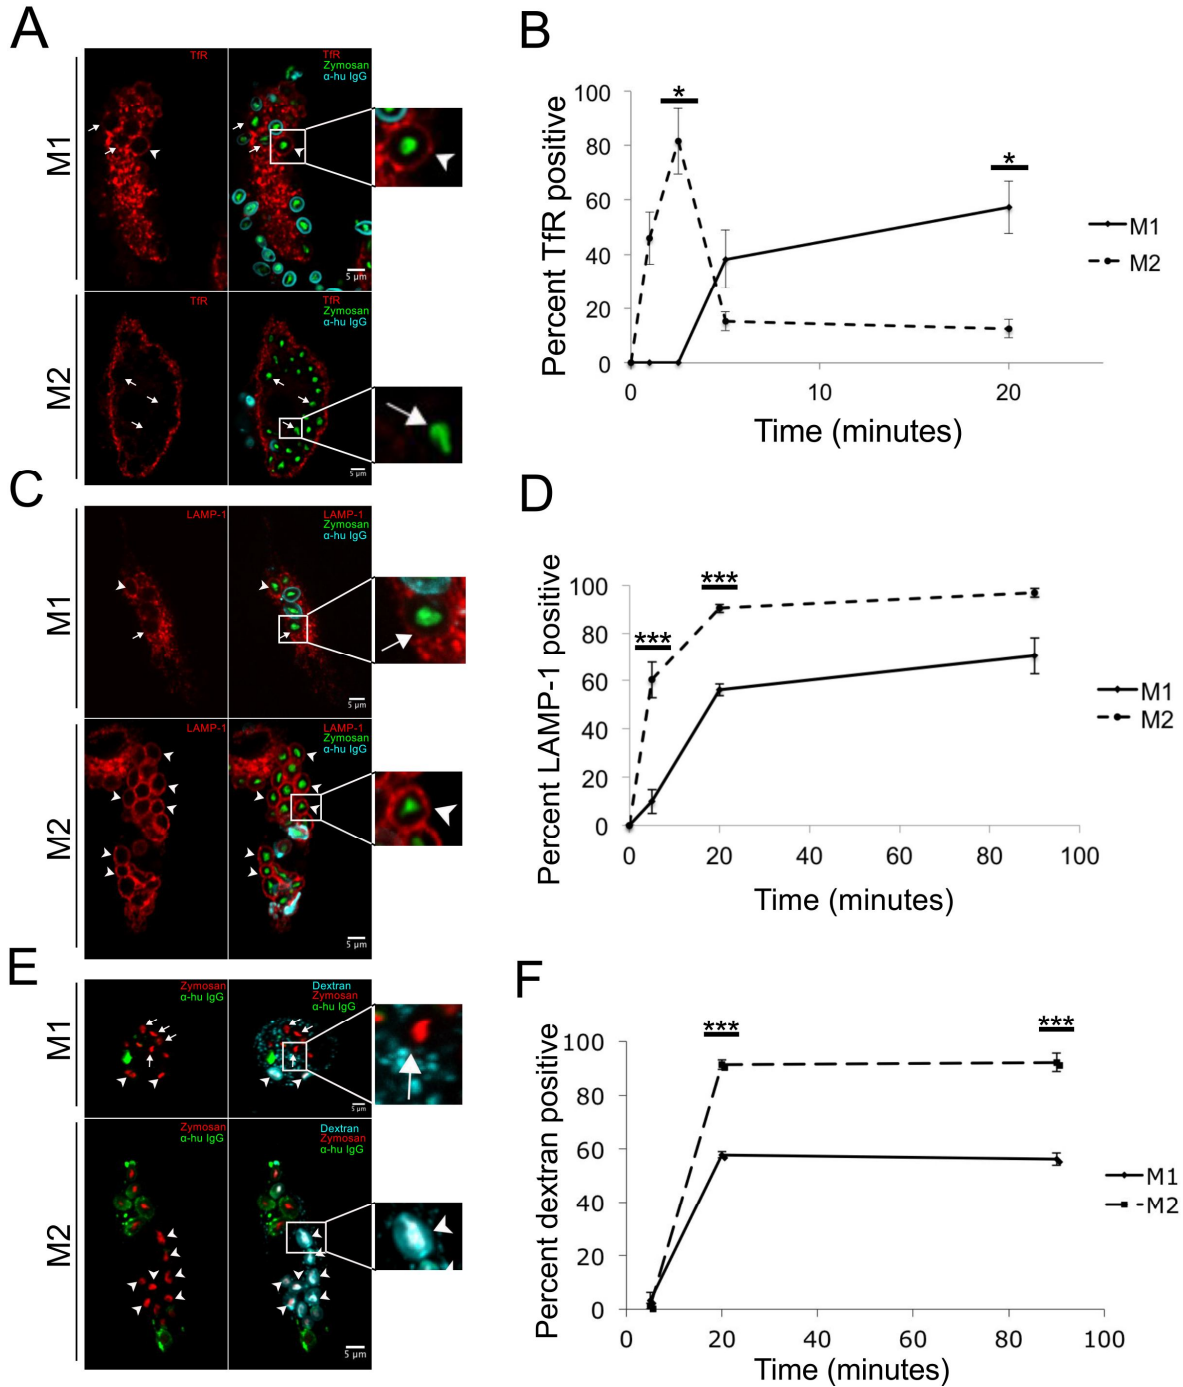 A
M1
TfR
TfR
Zymosan
α-hu IgG
5 µm
M2
TfR
TfR
Zymosan
α-hu IgG
5 µm
B
Percent TfR positive
100
80
60
40
20
0
*
*
0
10
20
Time (minutes)
M1
M2
C
M1
LAMP-1
LAMP-1
Zymosan
α-hu IgG
5 µm
M2
LAMP-1
LAMP-1
Zymosan
α-hu IgG
5 µm
D
Percent LAMP-1 positive
100
80
60
40
20
0
***
***
0
20
40
60
80
100
Time (minutes)
M1
M2
E
M1
Zymosan
α-hu IgG
Dextran
Zymosan
α-hu IgG
5 µm
M2
Zymosan
α-hu IgG
Dextran
Zymosan
α-hu IgG
5 µm
F
Percent dextran positive
100
80
60
40
20
0
***
***
0
20
40
60
80
100
Time (minutes)
M1
M2